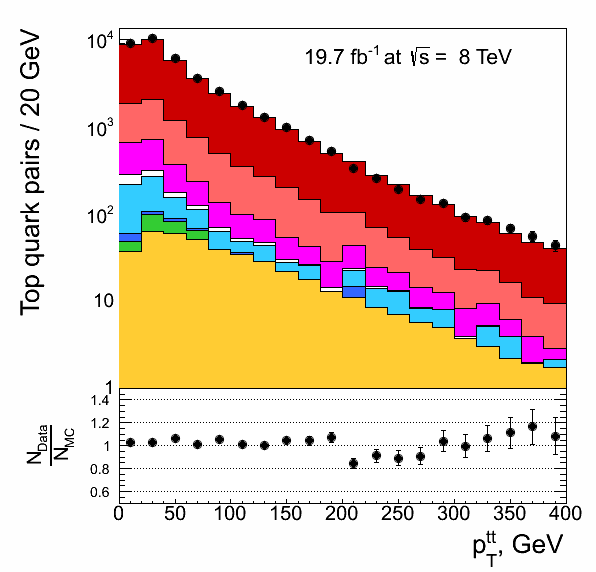 Top quark pairs / 20 GeV
19.7 fb⁻¹ at √s = 8 TeV
10⁴
10³
10²
10
1
N_Data / N_MC
1.4
1.2
1
0.8
0.6
0 50 100 150 200 250 300 350 400
p_T^tt, GeV